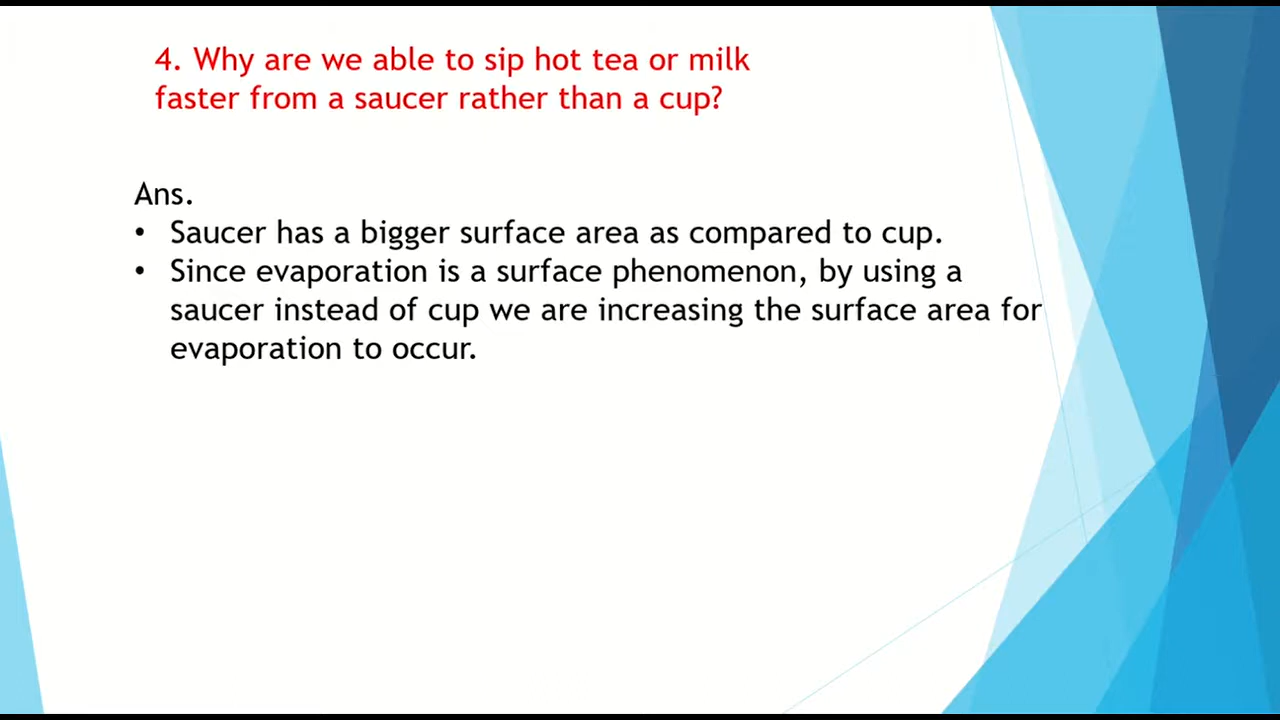 4. Why are we able to sip hot tea or milk
faster from a saucer rather than a cup?
Ans.
• Saucer has a bigger surface area as compared to cup.
• Since evaporation is a surface phenomenon, by using a
saucer instead of cup we are increasing the surface area for
evaporation to occur.